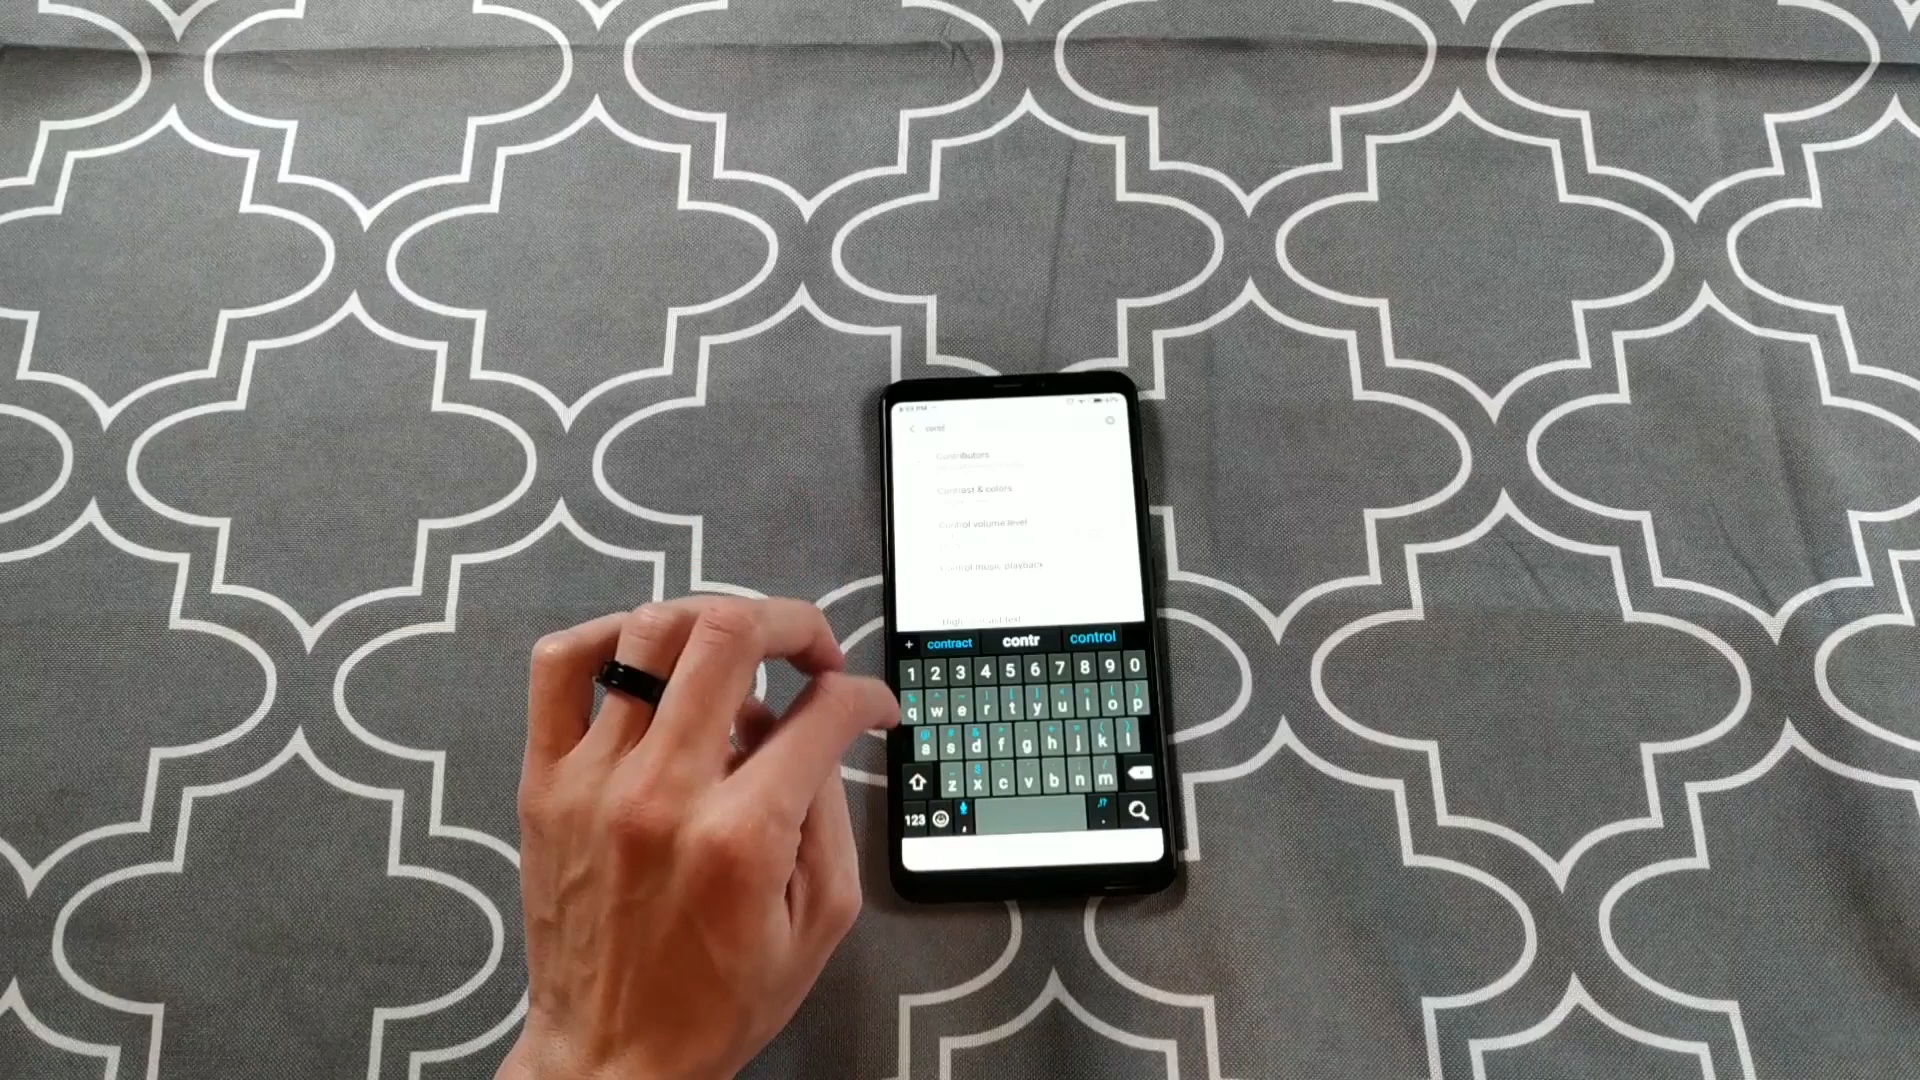 contr
Contributors
Contrast & colors
Control volume level
Control music playback
+ contract contr control
1 2 3 4 5 6 7 8 9 0
q w e r t y u i o p
a s d f g h j k l
z x c v b n m
123 , .